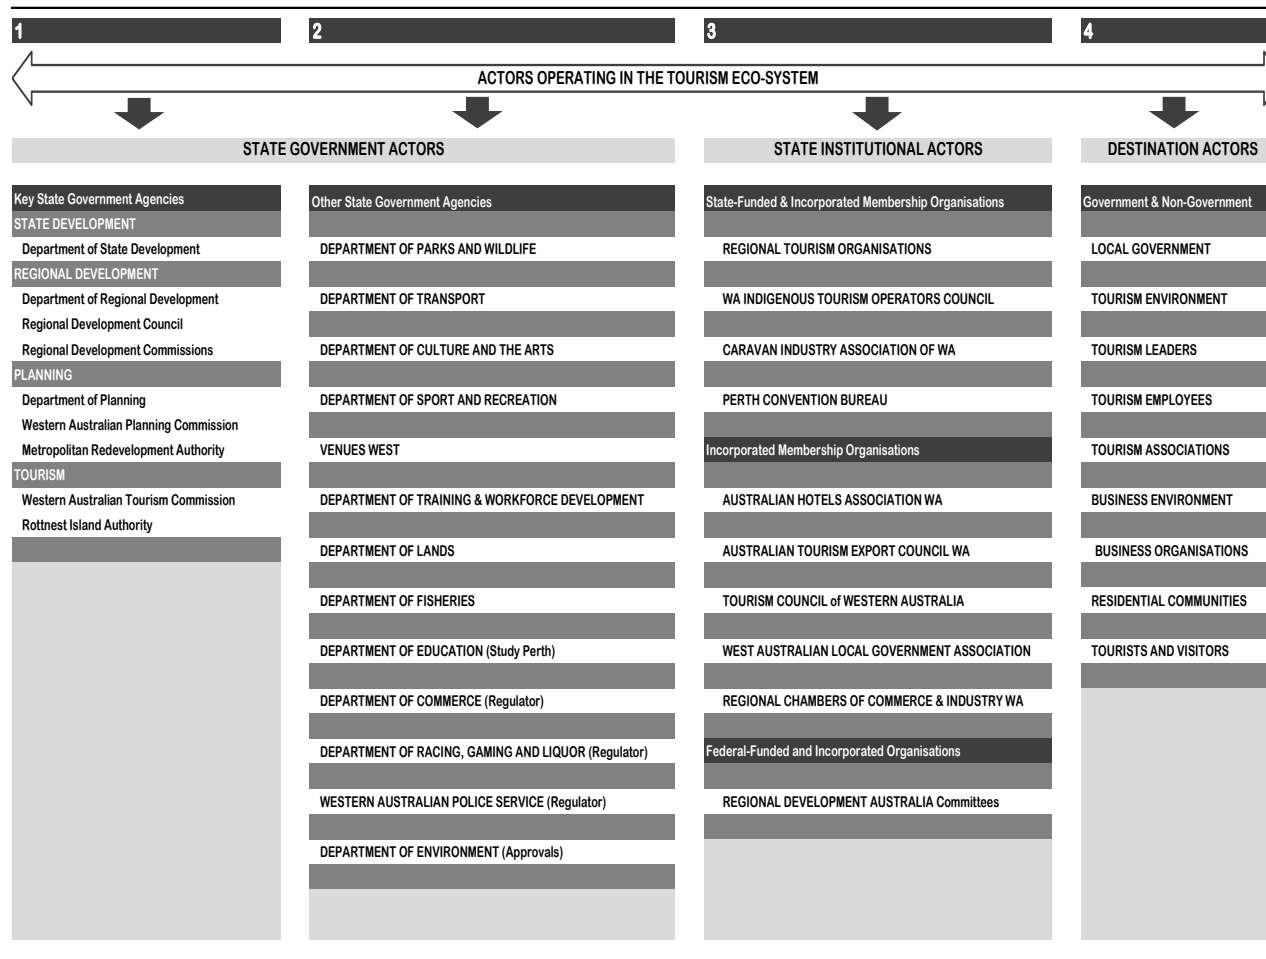 1
2
3
4
ACTORS OPERATING IN THE TOURISM ECO-SYSTEM
STATE GOVERNMENT ACTORS
STATE INSTITUTIONAL ACTORS
DESTINATION ACTORS
Key State Government Agencies
STATE DEVELOPMENT
Department of State Development
REGIONAL DEVELOPMENT
Department of Regional Development
Regional Development Council
Regional Development Commissions
PLANNING
Department of Planning
Western Australian Planning Commission
Metropolitan Redevelopment Authority
TOURISM
Western Australian Tourism Commission
Rottnest Island Authority
Other State Government Agencies
DEPARTMENT OF PARKS AND WILDLIFE
DEPARTMENT OF TRANSPORT
DEPARTMENT OF CULTURE AND THE ARTS
DEPARTMENT OF SPORT AND RECREATION
VENUES WEST
DEPARTMENT OF TRAINING & WORKFORCE DEVELOPMENT
DEPARTMENT OF LANDS
DEPARTMENT OF FISHERIES
DEPARTMENT OF EDUCATION (Study Perth)
DEPARTMENT OF COMMERCE (Regulator)
DEPARTMENT OF RACING, GAMING AND LIQUOR (Regulator)
WESTERN AUSTRALIAN POLICE SERVICE (Regulator)
DEPARTMENT OF ENVIRONMENT (Approvals)
State-Funded & Incorporated Membership Organisations
REGIONAL TOURISM ORGANISATIONS
WA INDIGENOUS TOURISM OPERATORS COUNCIL
CARAVAN INDUSTRY ASSOCIATION OF WA
PERTH CONVENTION BUREAU
Incorporated Membership Organisations
AUSTRALIAN HOTELS ASSOCIATION WA
AUSTRALIAN TOURISM EXPORT COUNCIL WA
TOURISM COUNCIL of WESTERN AUSTRALIA
WEST AUSTRALIAN LOCAL GOVERNMENT ASSOCIATION
REGIONAL CHAMBERS OF COMMERCE & INDUSTRY WA
Federal-Funded and Incorporated Organisations
REGIONAL DEVELOPMENT AUSTRALIA Committees
Government & Non-Government
LOCAL GOVERNMENT
TOURISM ENVIRONMENT
TOURISM LEADERS
TOURISM EMPLOYEES
TOURISM ASSOCIATIONS
BUSINESS ENVIRONMENT
BUSINESS ORGANISATIONS
RESIDENTIAL COMMUNITIES
TOURISTS AND VISITORS